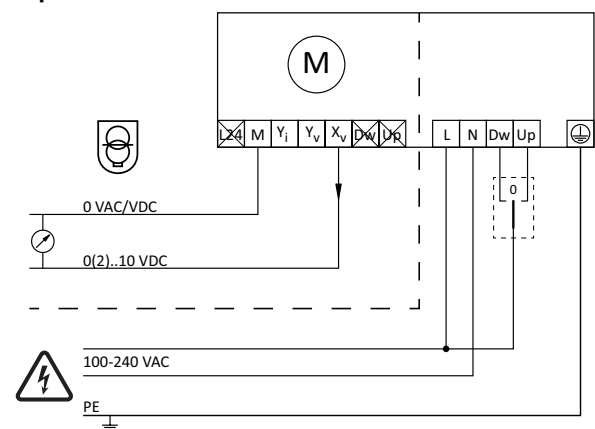 M
L24 M Yi Yv Xv Dw Up L N Dw Up
0
0 VAC/VDC
0(2)..10 VDC
100-240 VAC
PE